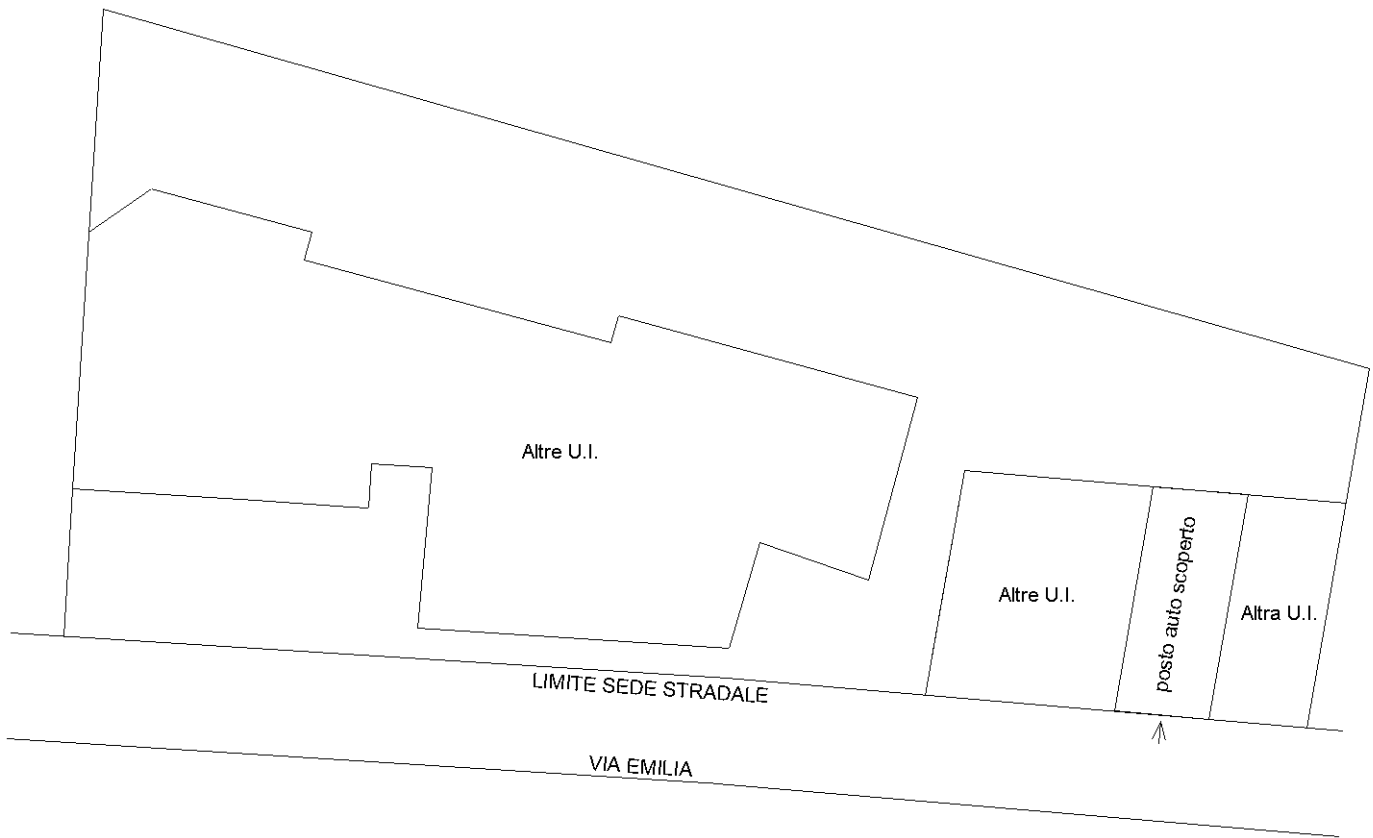 Altre U.I.
Altre U.I.
posto auto scoperto
Altra U.I.
LIMITE SEDE STRADALE
VIA EMILIA